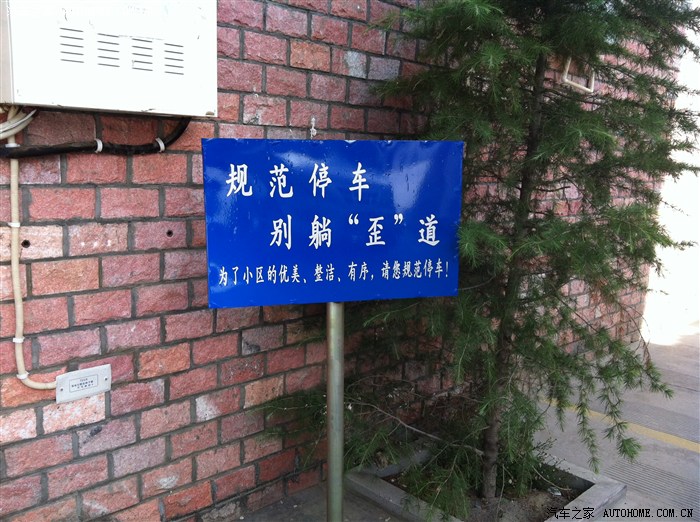 规范停车
别躺“歪”道
为了小区的优美、整洁、有序，请您规范停车！
汽车之家 AUTOHOME.COM.CN